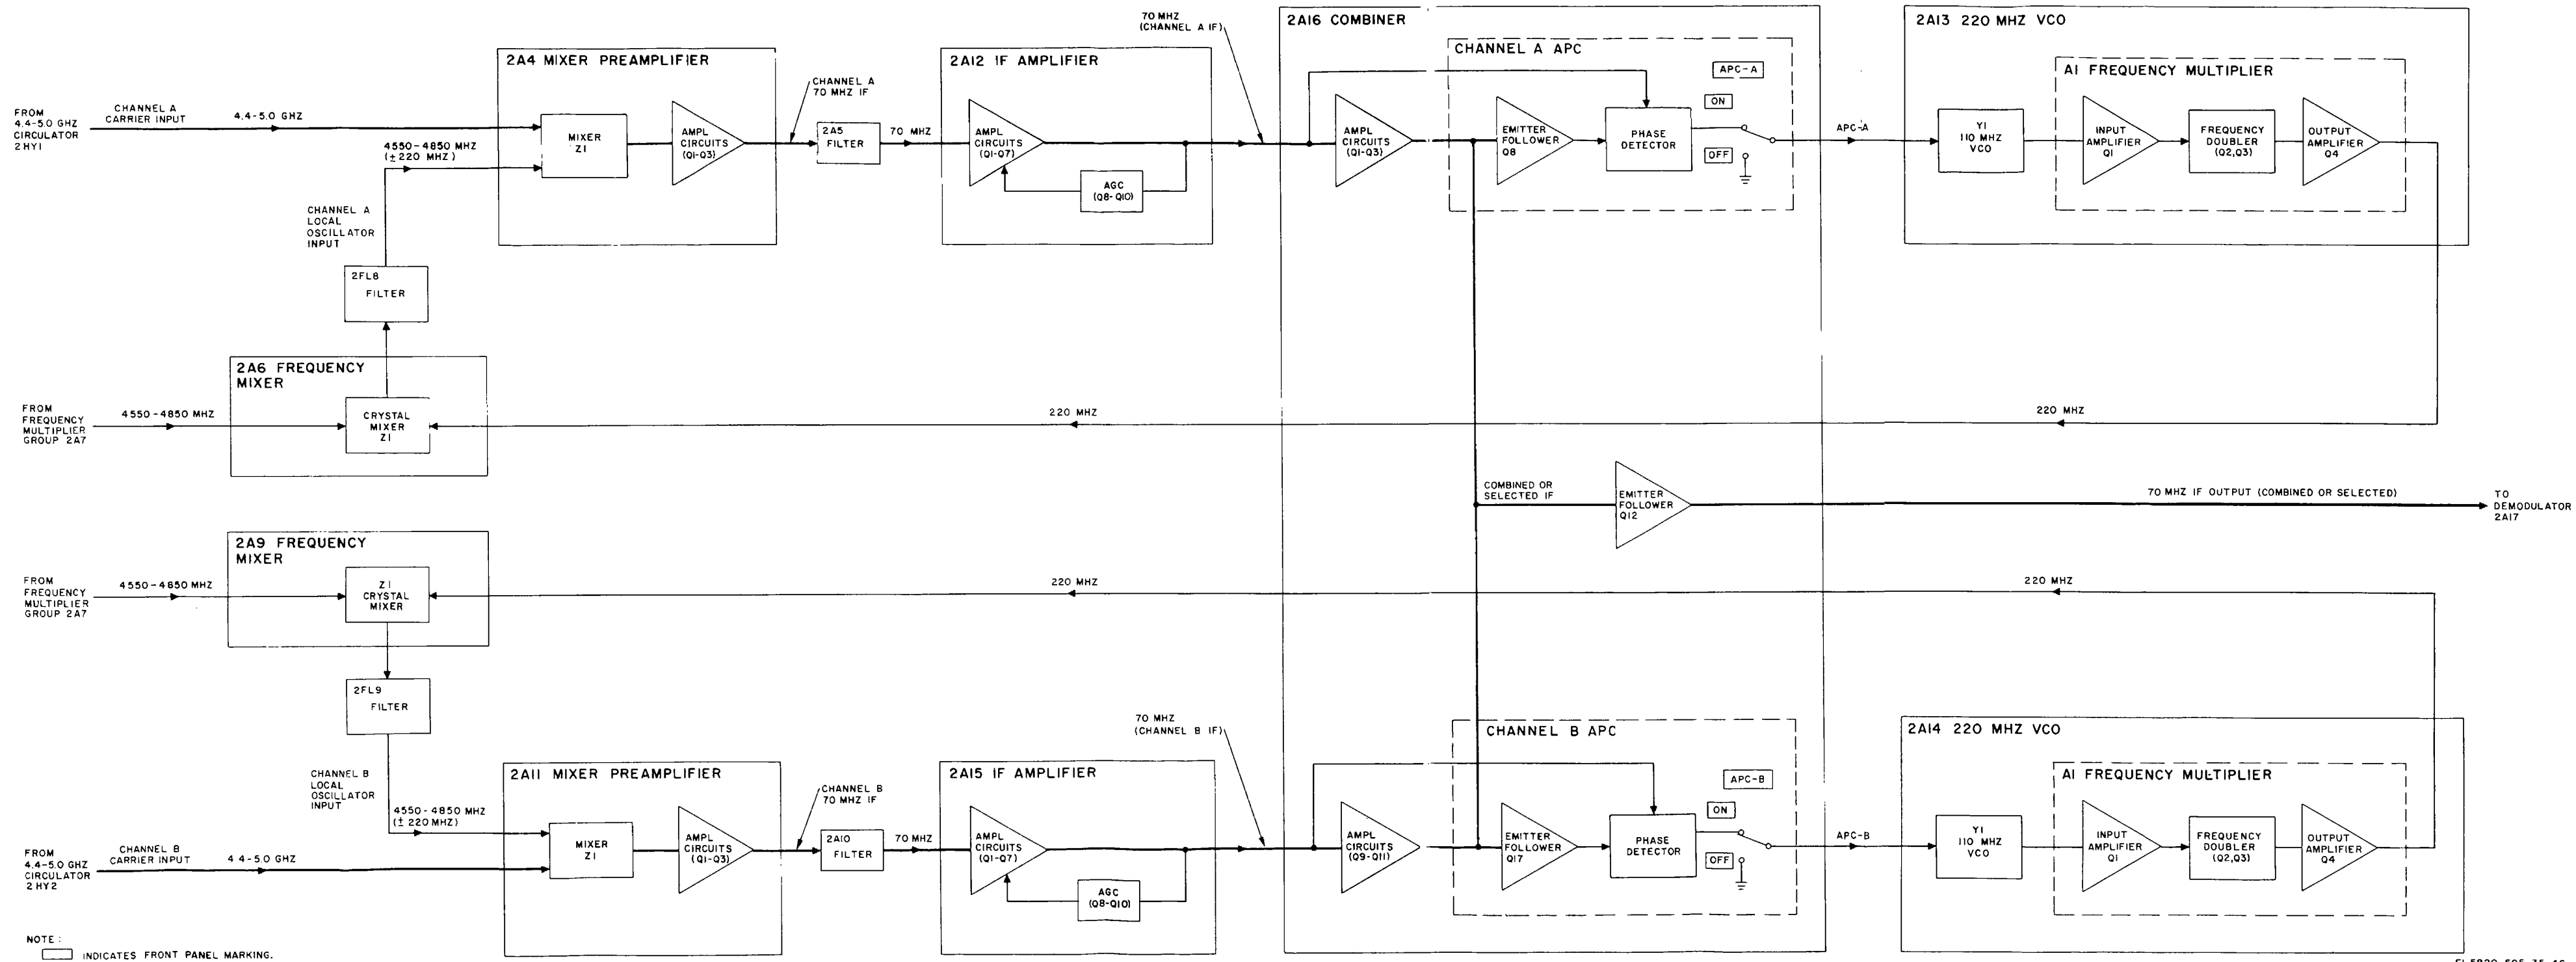 2A4 MIXER PREAMPLIFIER
FROM
4.4-5.0 GHZ
CIRCULATOR
2HY1
CHANNEL A
CARRIER INPUT
4.4-5.0 GHZ
4550-4850 MHZ
(±220 MHZ)
MIXER
Z1
AMPL
CIRCUITS
(Q1-Q3)
CHANNEL A
70 MHZ IF
2A5
FILTER
70 MHZ
2A12 IF AMPLIFIER
AMPL
CIRCUITS
(Q1-Q7)
AGC
(Q8-Q10)
70 MHZ
(CHANNEL A IF)
2A16 COMBINER
AMPL
CIRCUITS
(Q1-Q3)
CHANNEL A APC
EMITTER
FOLLOWER
Q8
PHASE
DETECTOR
APC-A
ON
OFF
APC-A
2A13 220 MHZ VCO
Y1
110 MHZ
VCO
A1 FREQUENCY MULTIPLIER
INPUT
AMPLIFIER
Q1
FREQUENCY
DOUBLER
(Q2,Q3)
OUTPUT
AMPLIFIER
Q4
CHANNEL A
LOCAL
OSCILLATOR
INPUT
2FL8
FILTER
2A6 FREQUENCY
MIXER
FROM
FREQUENCY
MULTIPLIER
GROUP 2A7
4550-4850 MHZ
CRYSTAL
MIXER
Z1
220 MHZ
220 MHZ
COMBINED OR
SELECTED IF
EMITTER
FOLLOWER
Q12
70 MHZ IF OUTPUT (COMBINED OR SELECTED)
TO
DEMODULATOR
2A17
2A9 FREQUENCY
MIXER
FROM
FREQUENCY
MULTIPLIER
GROUP 2A7
4550-4850 MHZ
Z1
CRYSTAL
MIXER
220 MHZ
220 MHZ
2FL9
FILTER
CHANNEL B
LOCAL
OSCILLATOR
INPUT
4550-4850 MHZ
(±220 MHZ)
FROM
4.4-5.0 GHZ
CIRCULATOR
2HY2
CHANNEL B
CARRIER INPUT
4 4-5.0 GHZ
2A11 MIXER PREAMPLIFIER
MIXER
Z1
AMPL
CIRCUITS
(Q1-Q3)
CHANNEL B
70 MHZ IF
2A10
FILTER
70 MHZ
2A15 IF AMPLIFIER
AMPL
CIRCUITS
(Q1-Q7)
AGC
(Q8-Q10)
70 MHZ
(CHANNEL B IF)
AMPL
CIRCUITS
(Q9-Q11)
CHANNEL B APC
EMITTER
FOLLOWER
Q17
PHASE
DETECTOR
APC-B
ON
OFF
APC-B
2A14 220 MHZ VCO
Y1
110 MHZ
VCO
A1 FREQUENCY MULTIPLIER
INPUT
AMPLIFIER
Q1
FREQUENCY
DOUBLER
(Q2,Q3)
OUTPUT
AMPLIFIER
Q4
NOTE:
INDICATES FRONT PANEL MARKING.